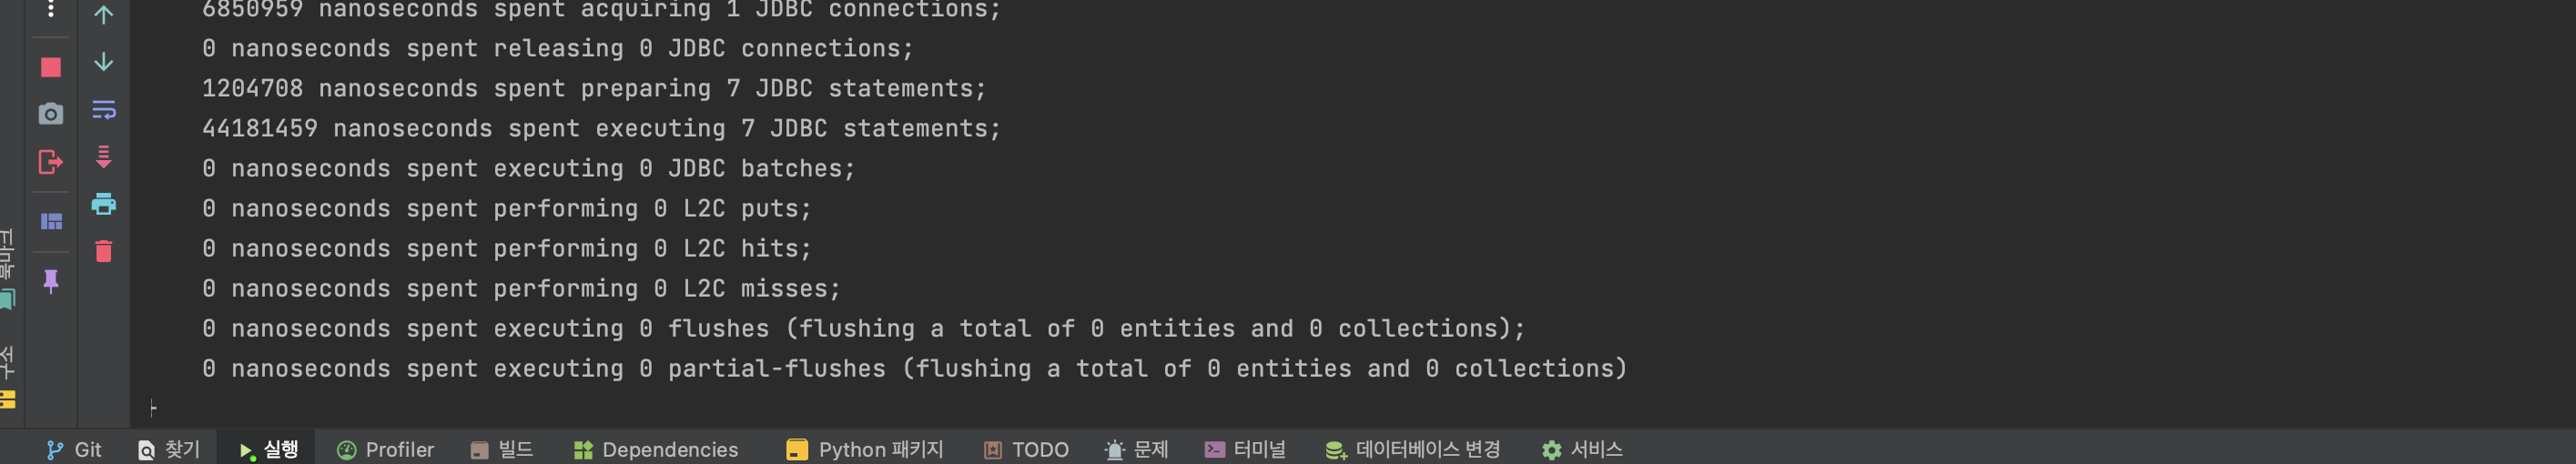 6850959 nanoseconds spent acquiring 1 JDBC connections;
0 nanoseconds spent releasing 0 JDBC connections;
1204708 nanoseconds spent preparing 7 JDBC statements;
44181459 nanoseconds spent executing 7 JDBC statements;
0 nanoseconds spent executing 0 JDBC batches;
0 nanoseconds spent performing 0 L2C puts;
0 nanoseconds spent performing 0 L2C hits;
0 nanoseconds spent performing 0 L2C misses;
0 nanoseconds spent executing 0 flushes (flushing a total of 0 entities and 0 collections);
0 nanoseconds spent executing 0 partial-flushes (flushing a total of 0 entities and 0 collections)
}
북마크
구조
Git 찾기 실행 Profiler 빌드 Dependencies Python 패키지 TODO 문제 터미널 데이터베이스 변경 서비스